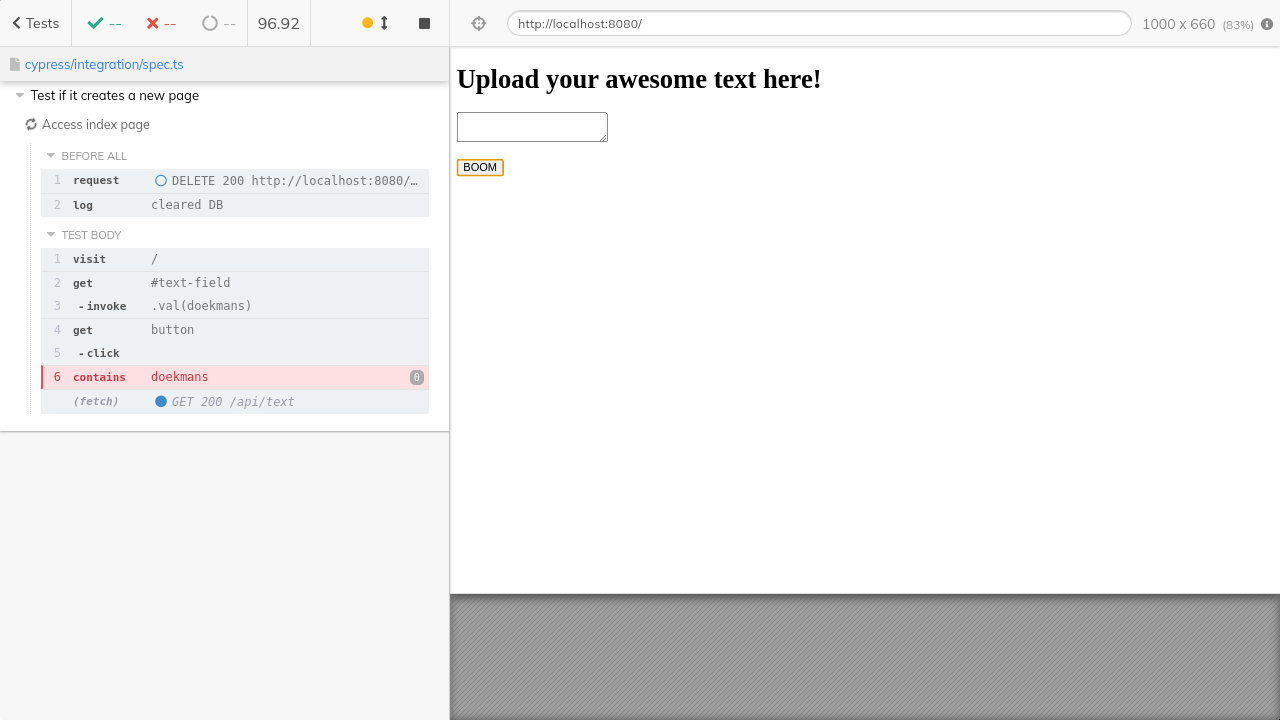 Tests -- -- -- 96.92
cypress/integration/spec.ts
Test if it creates a new page
Access index page
BEFORE ALL
1 request DELETE 200 http://localhost:8080/…
2 log cleared DB
TEST BODY
1 visit /
2 get #text-field
3 -invoke .val(doekmans)
4 get button
5 -click
6 contains doekmans 0
(fetch) GET 200 /api/text
http://localhost:8080/ 1000 x 660 (83%)
Upload your awesome text here!
BOOM